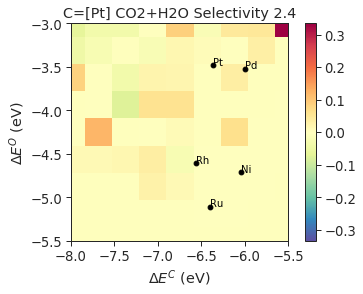 C=[Pt] CO2+H2O Selectivity 2.4
−3.0
−3.5
−4.0
−4.5
−5.0
−5.5
ΔE^O (eV)
Pt
Pd
Rh
Ni
Ru
−8.0 −7.5 −7.0 −6.5 −6.0 −5.5
ΔE^C (eV)
0.3
0.2
0.1
0.0
−0.1
−0.2
−0.3